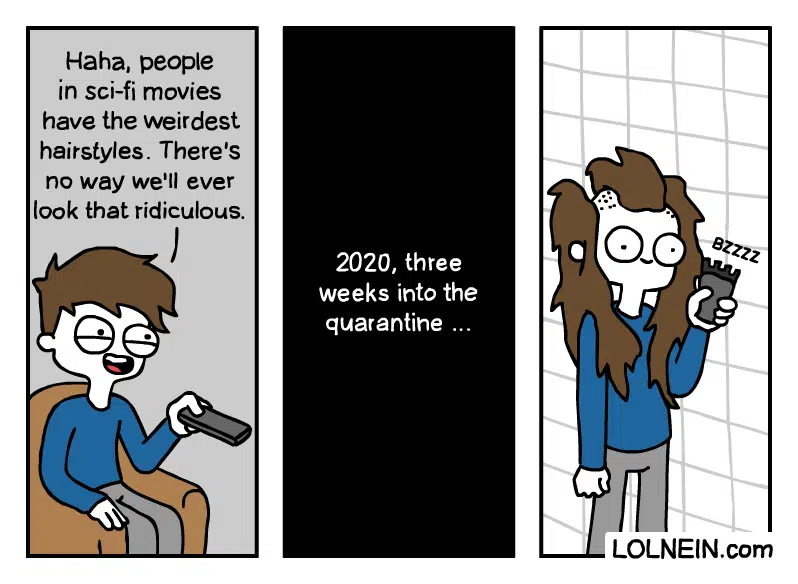 Haha, people
in sci-fi movies
have the weirdest
hairstyles. There's
no way we'll ever
look that ridiculous.
2020, three
weeks into the
quarantine ...
BZZZZ
LOLNEIN.com